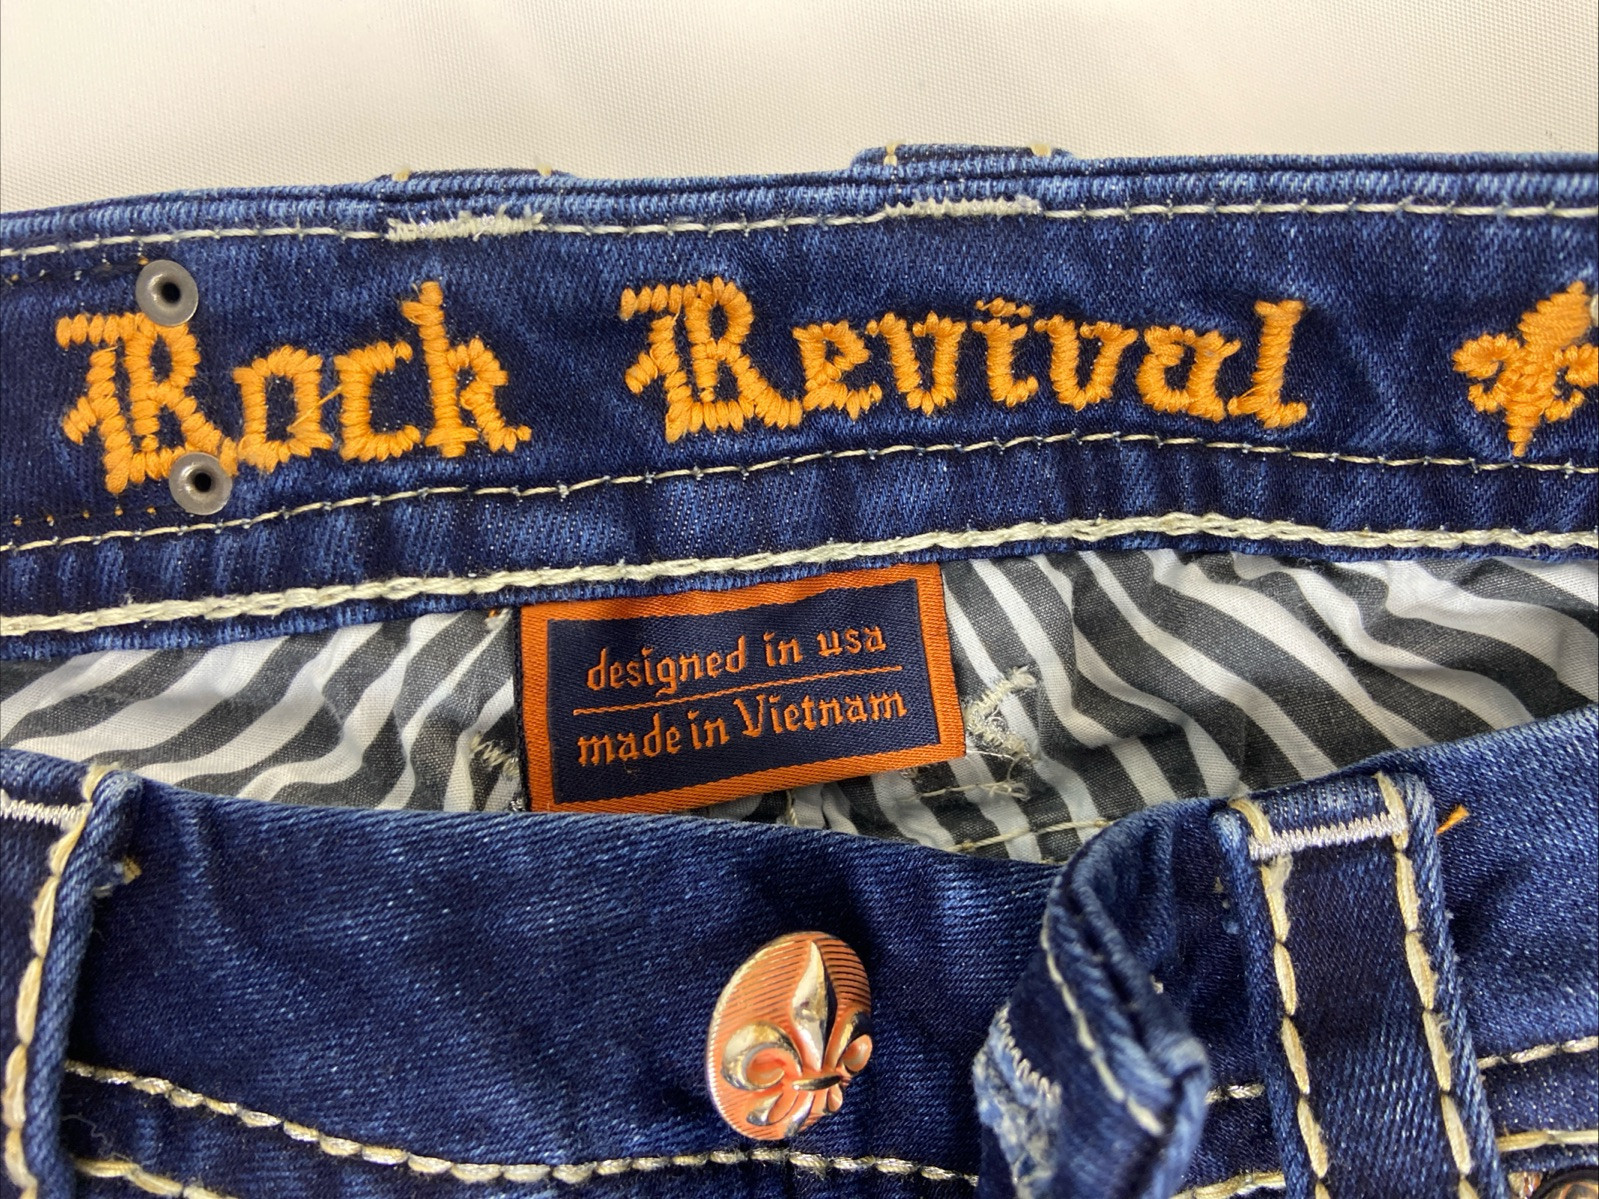 Rock Revival
designed in usa
made in Vietnam